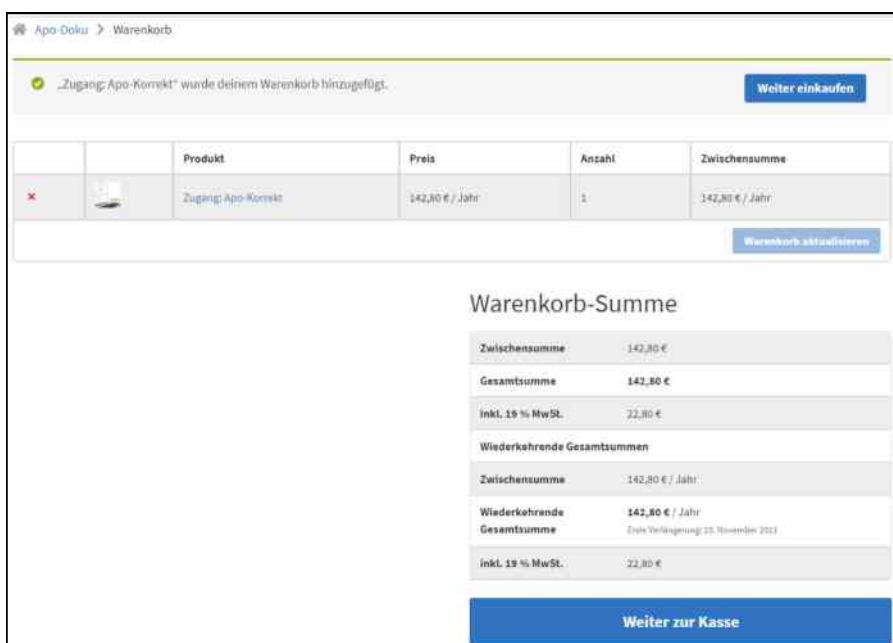 Apo-Doku > Warenkorb
„Zugang: Apo-Korrekt“ wurde deinem Warenkorb hinzugefügt.
Weiter einkaufen
Produkt Preis Anzahl Zwischensumme
× Zugang: Apo-Korrekt 142,80 € / Jahr 1 142,80 € / Jahr
Warenkorb aktualisieren
Warenkorb-Summe
Zwischensumme 142,80 €
Gesamtsumme 142,80 €
inkl. 19 % MwSt. 22,80 €
Wiederkehrende Gesamtsummen
Zwischensumme 142,80 € / Jahr
Wiederkehrende 142,80 € / Jahr
Gesamtsumme Erste Verlängerung: November
inkl. 19 % MwSt. 22,80 €
Weiter zur Kasse